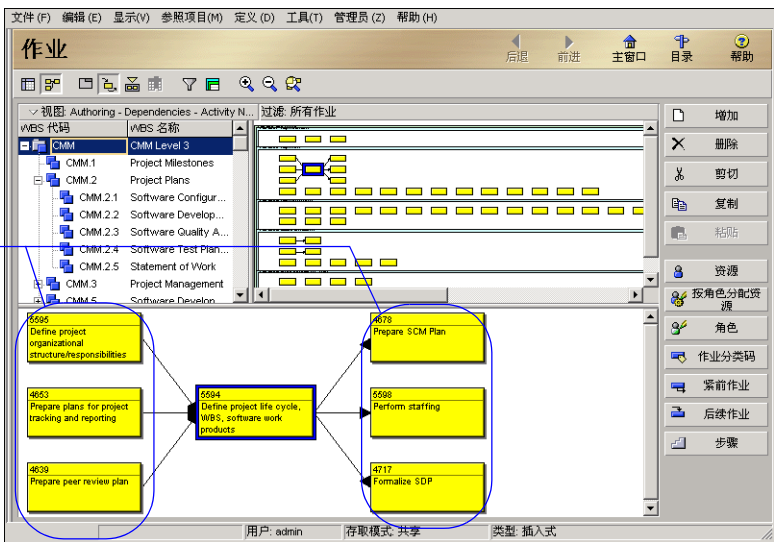 文件(F) 编辑(E) 显示(V) 参照项目(M) 定义(D) 工具(T) 管理员(Z) 帮助(H)
作业
后退 前进 主窗口 目录 帮助
视图: Authoring - Dependencies - Activity N... 过滤: 所有作业
WBS 代码 WBS 名称
CMM CMM Level 3
CMM.1 Project Milestones
CMM.2 Project Plans
CMM.2.1 Software Configur...
CMM.2.2 Software Develop...
CMM.2.3 Software Quality A...
CMM.2.4 Software Test Plan...
CMM.2.5 Statement of Work
CMM.3 Project Management
CMM.5 Software Develop
增加
删除
剪切
复制
粘贴
资源
按角色分配资
源
角色
作业分类码
紧前作业
后续作业
步骤
5595
Define project
organizational
structure/responsibilities
4653
Prepare plans for project
tracking and reporting
4639
Prepare peer review plan
5594
Define project life cycle,
WBS, software work
products
4678
Prepare SCM Plan
5598
Perform staffing
4717
Formalize SDP
用户: admin 存取模式: 共享 类型: 插入式